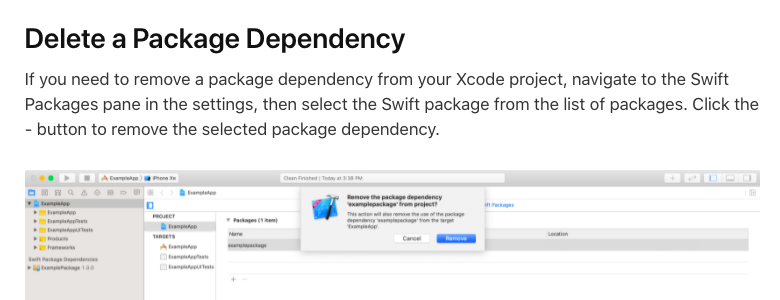 Delete a Package Dependency
If you need to remove a package dependency from your Xcode project, navigate to the Swift
Packages pane in the settings, then select the Swift package from the list of packages. Click the
- button to remove the selected package dependency.
ExampleApp
iPhone Xʀ
Clean Finished | Today at 3:38 PM
ExampleApp
ExampleApp
ExampleApp
ExampleAppTests
ExampleAppUITests
Products
Frameworks
Swift Package Dependencies
ExamplePackage 1.0.0
PROJECT
ExampleApp
TARGETS
ExampleApp
ExampleAppTests
ExampleAppUITests
Packages (1 item)
Name
Location
examplepackage
Remove the package dependency
'examplepackage' from project?
This action will also remove the use of the package
dependency 'examplepackage' from the target
'ExampleApp'.
Cancel
Remove
ft Packages
+ -